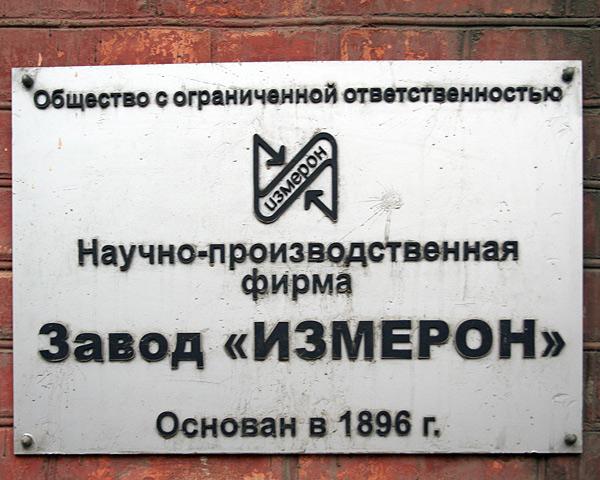 Общество с ограниченной ответственностью
измерон
Научно-производственная
фирма
Завод «ИЗМЕРОН»
Основан в 1896 г.